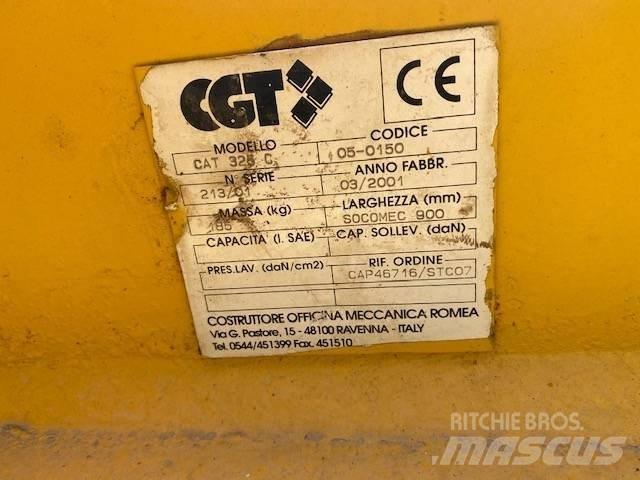 CGT
CE
MODELLO CODICE
CAT 325 C 05-0150
N. SERIE ANNO FABBR.
213/01 03/2001
MASSA (kg) LARGHEZZA (mm)
185 SOCOMEC 900
CAPACITA (I. SAE) CAP. SOLLEV. (daN)
PRES.LAV. (daN/cm2) RIF. ORDINE
CAP46716/STC07
COSTRUTTORE OFFICINA MECCANICA ROMEA
Via G. Pastore, 15 - 48100 RAVENNA - ITALY
Tel. 0544/451399 Fax. 451510
RITCHIE BROS.
MASCUS